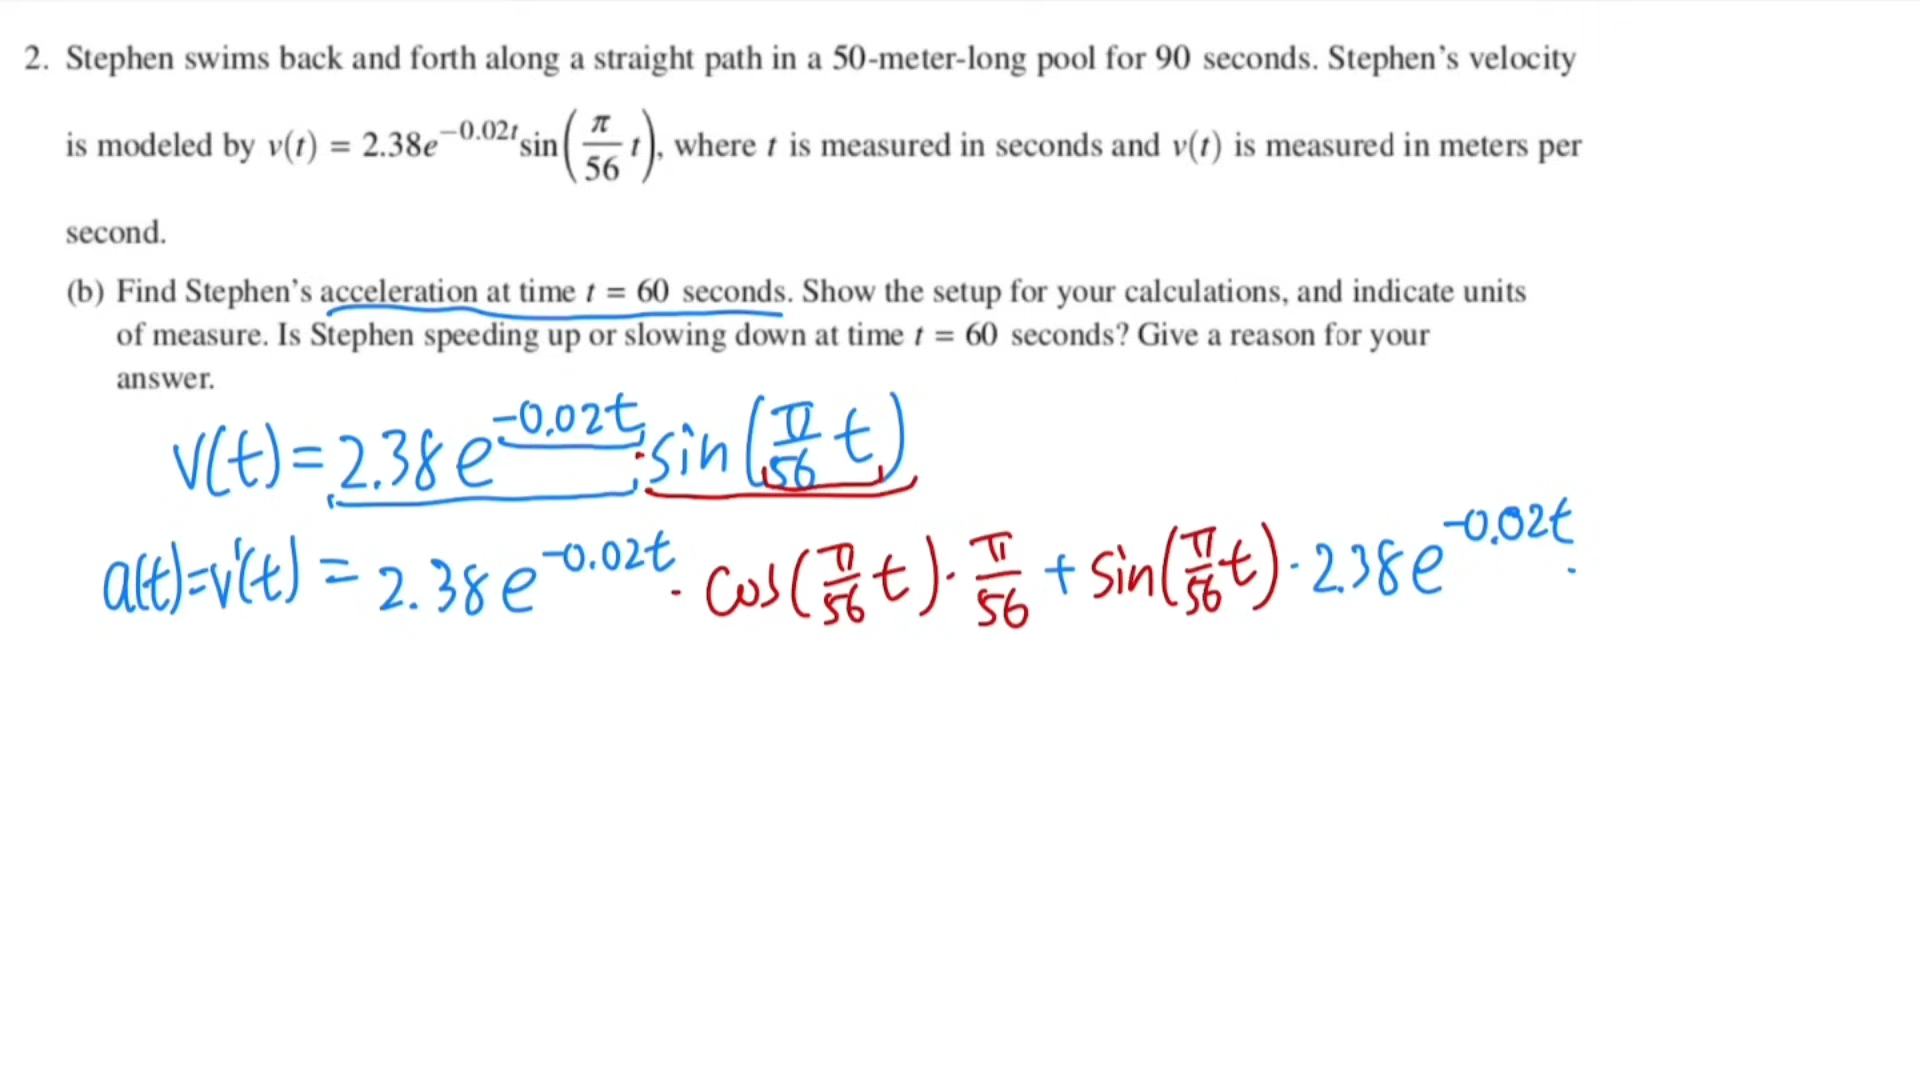 2. Stephen swims back and forth along a straight path in a 50-meter-long pool for 90 seconds. Stephen's velocity
is modeled by v(t) = 2.38e^{-0.02t} sin(π/56 t), where t is measured in seconds and v(t) is measured in meters per
second.
(b) Find Stephen's acceleration at time t = 60 seconds. Show the setup for your calculations, and indicate units
of measure. Is Stephen speeding up or slowing down at time t = 60 seconds? Give a reason for your
answer.
v(t) = 2.38e^{-0.02t} · sin(π/56 t)
a(t) = v'(t) = 2.38e^{-0.02t} · cos(π/56 t) · π/56 + sin(π/56 t) · 2.38e^{-0.02t} ·